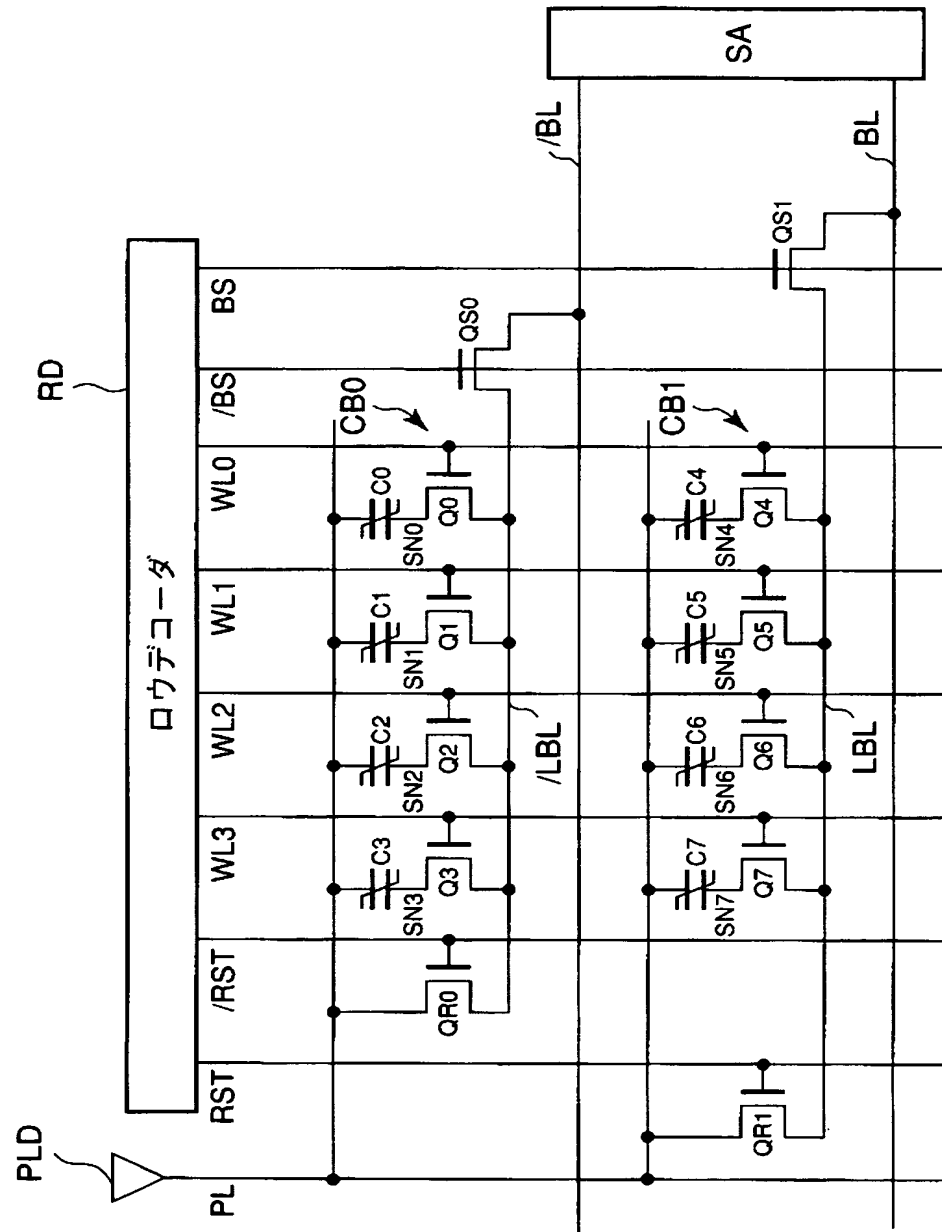 PLD
RD
ロウデコーダ
PL
RST
/RST
WL3
WL2
WL1
WL0
/BS
BS
SA
CB0
C3
C2
C1
C0
SN3
SN2
SN1
SN0
QR0
Q3
Q2
Q1
Q0
QS0
/LBL
/BL
CB1
C7
C6
C5
C4
SN7
SN6
SN5
SN4
QR1
Q7
Q6
Q5
Q4
QS1
LBL
BL